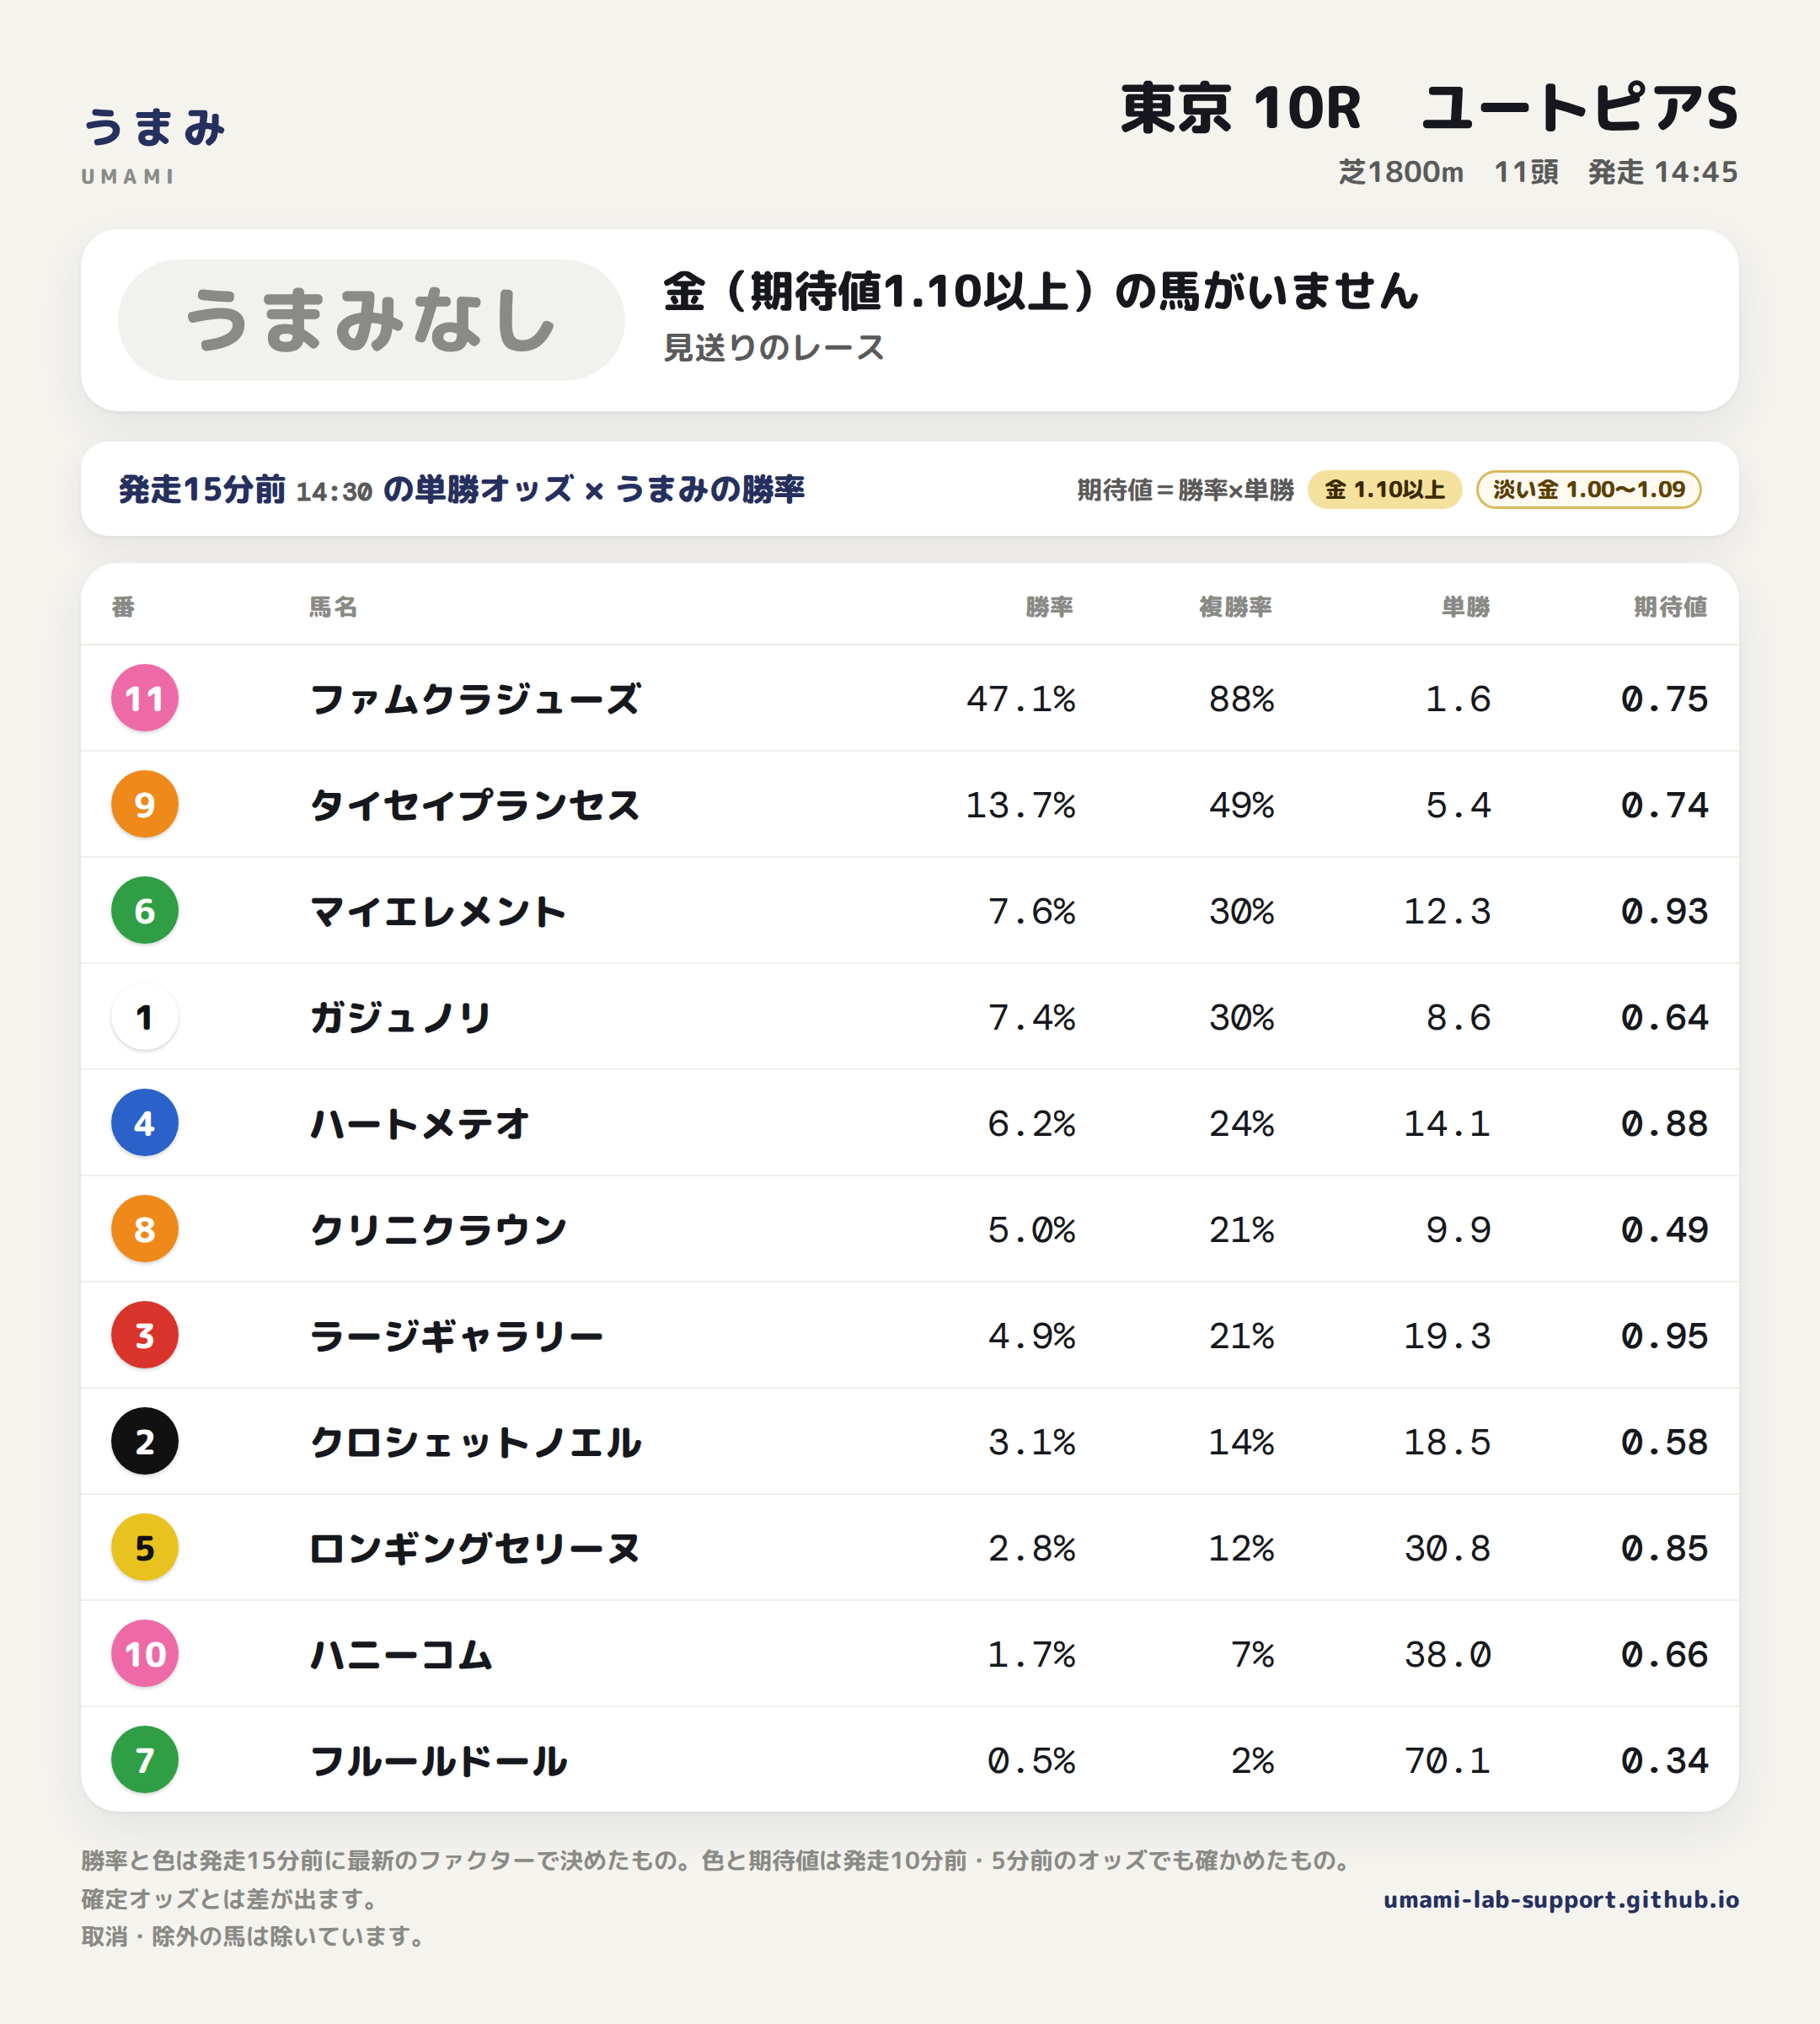 うまみ
UMAMI
東京 10R　ユートピアS
芝1800m　11頭　発走 14:45
うまみなし
金（期待値1.10以上）の馬がいません
見送りのレース
発走15分前 14:30 の単勝オッズ × うまみの勝率
期待値＝勝率×単勝 金 1.10以上 淡い金 1.00〜1.09
番 馬名 勝率 複勝率 単勝 期待値
11 ファムクラジューズ 47.1% 88% 1.6 0.75
9 タイセイプランセス 13.7% 49% 5.4 0.74
6 マイエレメント 7.6% 30% 12.3 0.93
1 ガジュノリ 7.4% 30% 8.6 0.64
4 ハートメテオ 6.2% 24% 14.1 0.88
8 クリニクラウン 5.0% 21% 9.9 0.49
3 ラージギャラリー 4.9% 21% 19.3 0.95
2 クロシェットノエル 3.1% 14% 18.5 0.58
5 ロンギングセリーヌ 2.8% 12% 30.8 0.85
10 ハニーコム 1.7% 7% 38.0 0.66
7 フルールドール 0.5% 2% 70.1 0.34
勝率と色は発走15分前に最新のファクターで決めたもの。色と期待値は発走10分前・5分前のオッズでも確かめたもの。
確定オッズとは差が出ます。
取消・除外の馬は除いています。
umami-lab-support.github.io